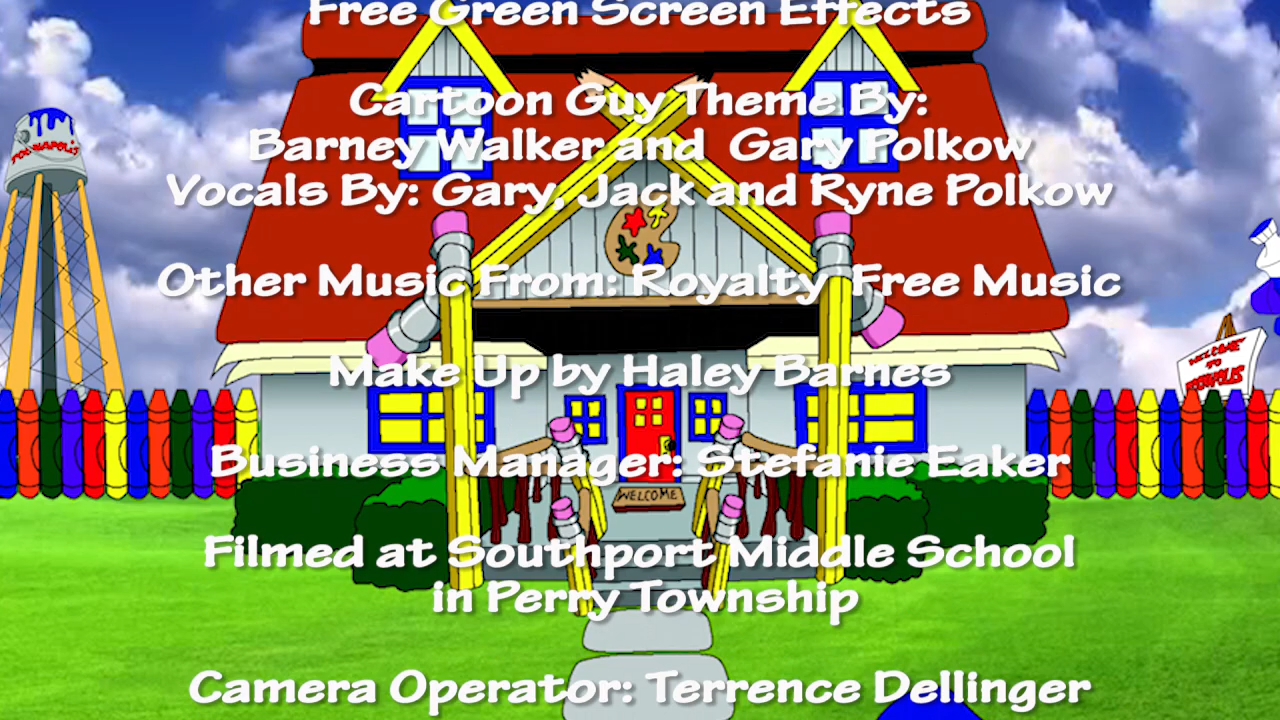 Free Green Screen Effects
Cartoon Guy Theme By:
Barney Walker and Gary Polkow
Vocals By: Gary, Jack and Ryne Polkow
Other Music From: Royalty Free Music
Make Up by Haley Barnes
Business Manager: Stefanie Eaker
WELCOME
Filmed at Southport Middle School
in Perry Township
Camera Operator: Terrence Dellinger
WELCOME
TO